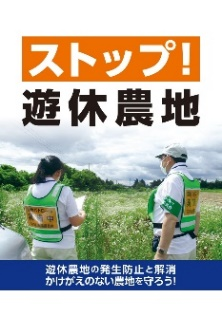 ストップ！
遊休農地
遊休農地の発生防止と解消
かけがえのない農地を守ろう！